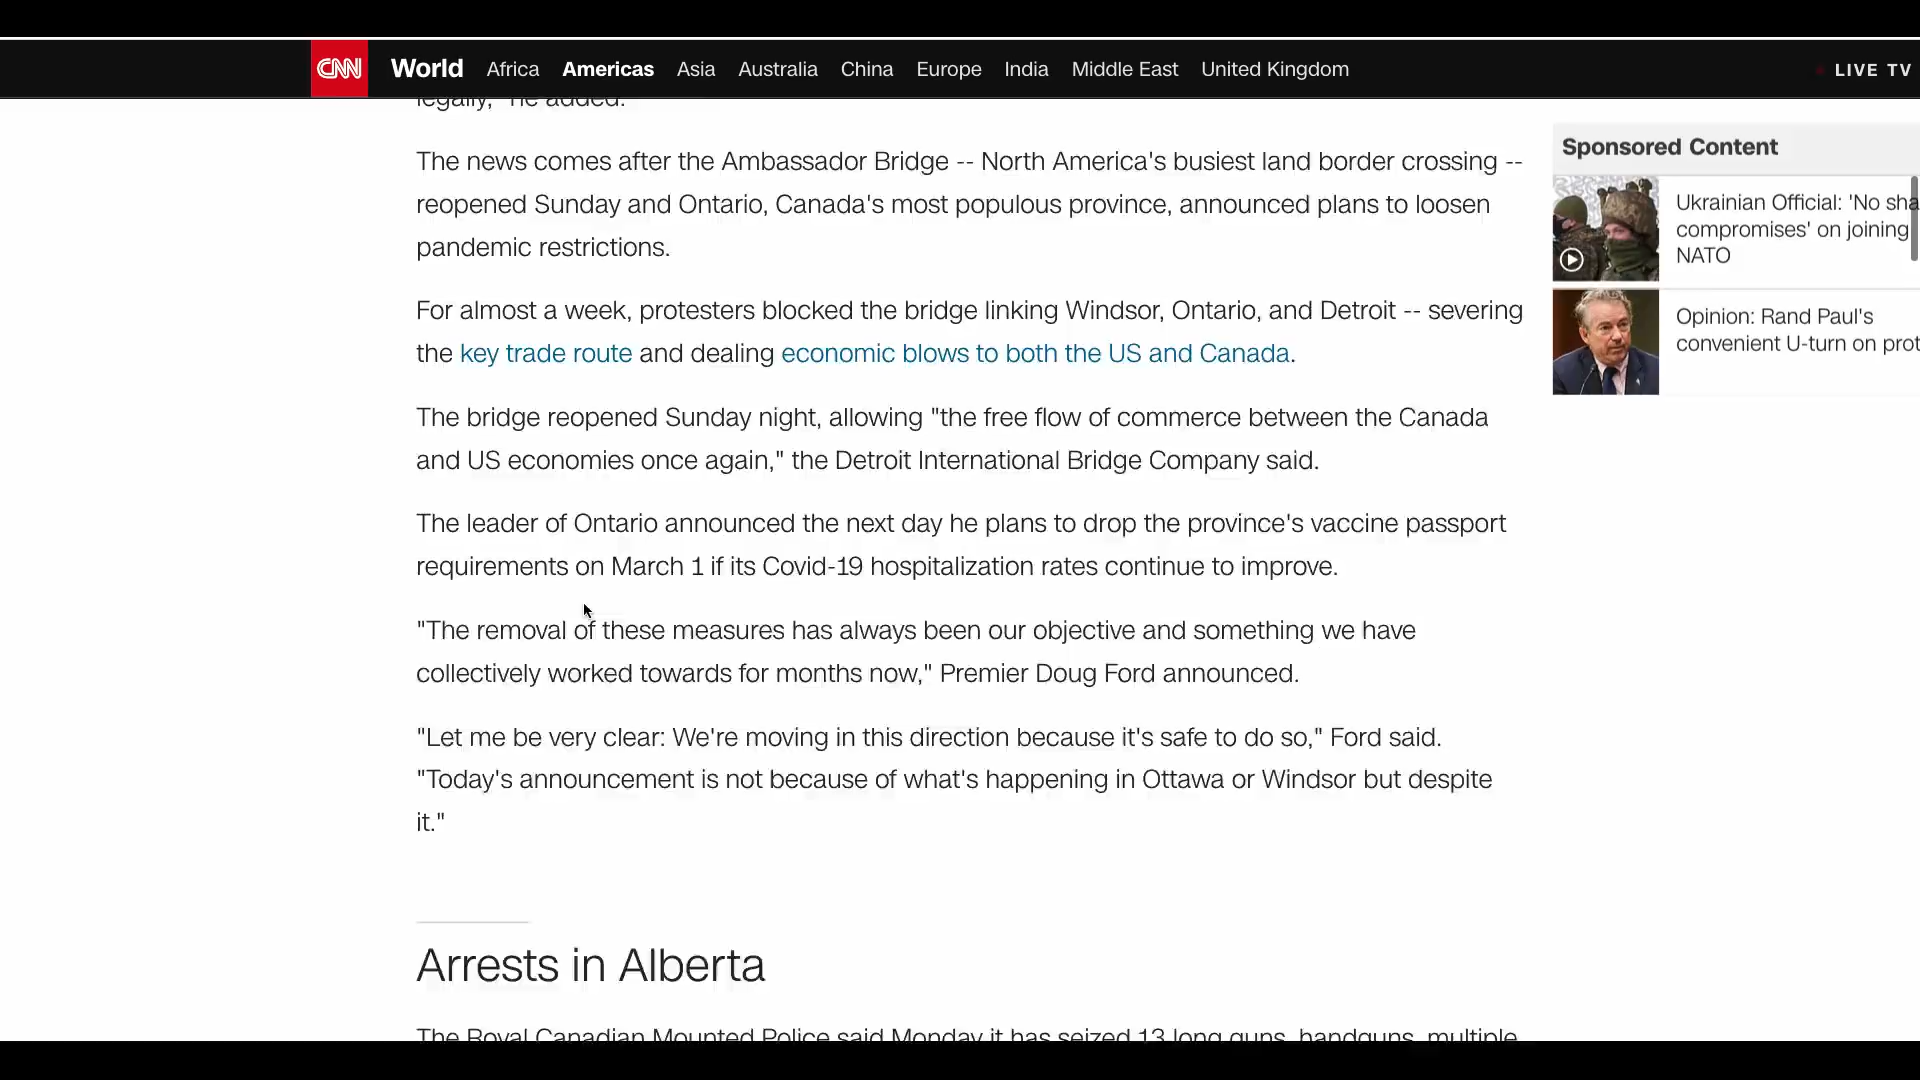 CNN World Africa Americas Asia Australia China Europe India Middle East United Kingdom LIVE TV
legally," he added.
The news comes after the Ambassador Bridge -- North America's busiest land border crossing --
reopened Sunday and Ontario, Canada's most populous province, announced plans to loosen
pandemic restrictions.
For almost a week, protesters blocked the bridge linking Windsor, Ontario, and Detroit -- severing
the key trade route and dealing economic blows to both the US and Canada.
The bridge reopened Sunday night, allowing "the free flow of commerce between the Canada
and US economies once again," the Detroit International Bridge Company said.
The leader of Ontario announced the next day he plans to drop the province's vaccine passport
requirements on March 1 if its Covid-19 hospitalization rates continue to improve.
"The removal of these measures has always been our objective and something we have
collectively worked towards for months now," Premier Doug Ford announced.
"Let me be very clear: We're moving in this direction because it's safe to do so," Ford said.
"Today's announcement is not because of what's happening in Ottawa or Windsor but despite
it."
Arrests in Alberta
The Royal Canadian Mounted Police said Monday it has seized 13 long guns, handguns, multiple
Sponsored Content
Ukrainian Official: 'No sha
compromises' on joining
NATO
Opinion: Rand Paul's
convenient U-turn on prot